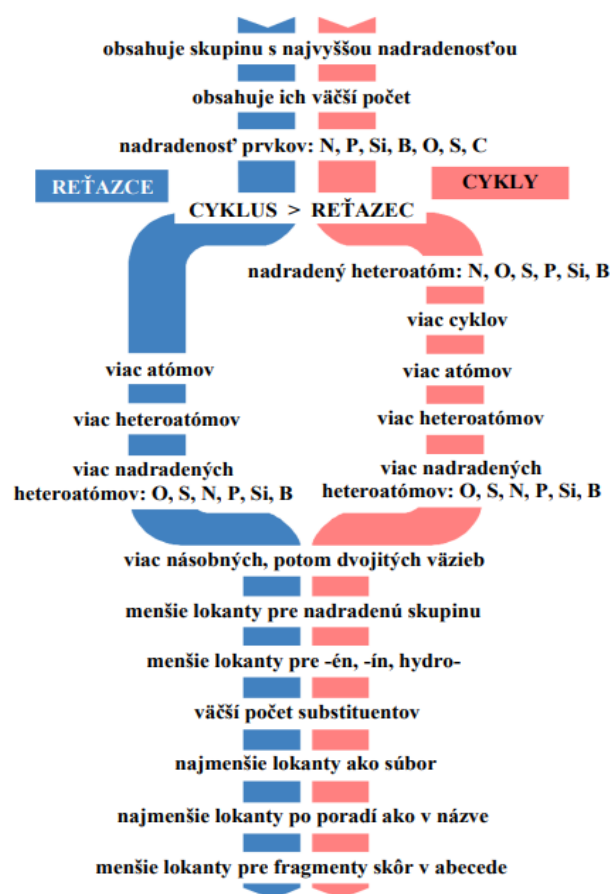 obsahuje skupinu s najvyššou nadradenosťou
obsahuje ich väčší počet
nadradenosť prvkov: N, P, Si, B, O, S, C
REŤAZCE
CYKLY
CYKLUS > REŤAZEC
nadradený heteroatóm: N, O, S, P, Si, B
viac cyklov
viac atómov
viac atómov
viac heteroatómov
viac heteroatómov
viac nadradených
heteroatómov: O, S, N, P, Si, B
viac nadradených
heteroatómov: O, S, N, P, Si, B
viac násobných, potom dvojitých väzieb
menšie lokanty pre nadradenú skupinu
menšie lokanty pre -én, -ín, hydro-
väčší počet substituentov
najmenšie lokanty ako súbor
najmenšie lokanty po poradí ako v názve
menšie lokanty pre fragmenty skôr v abecede